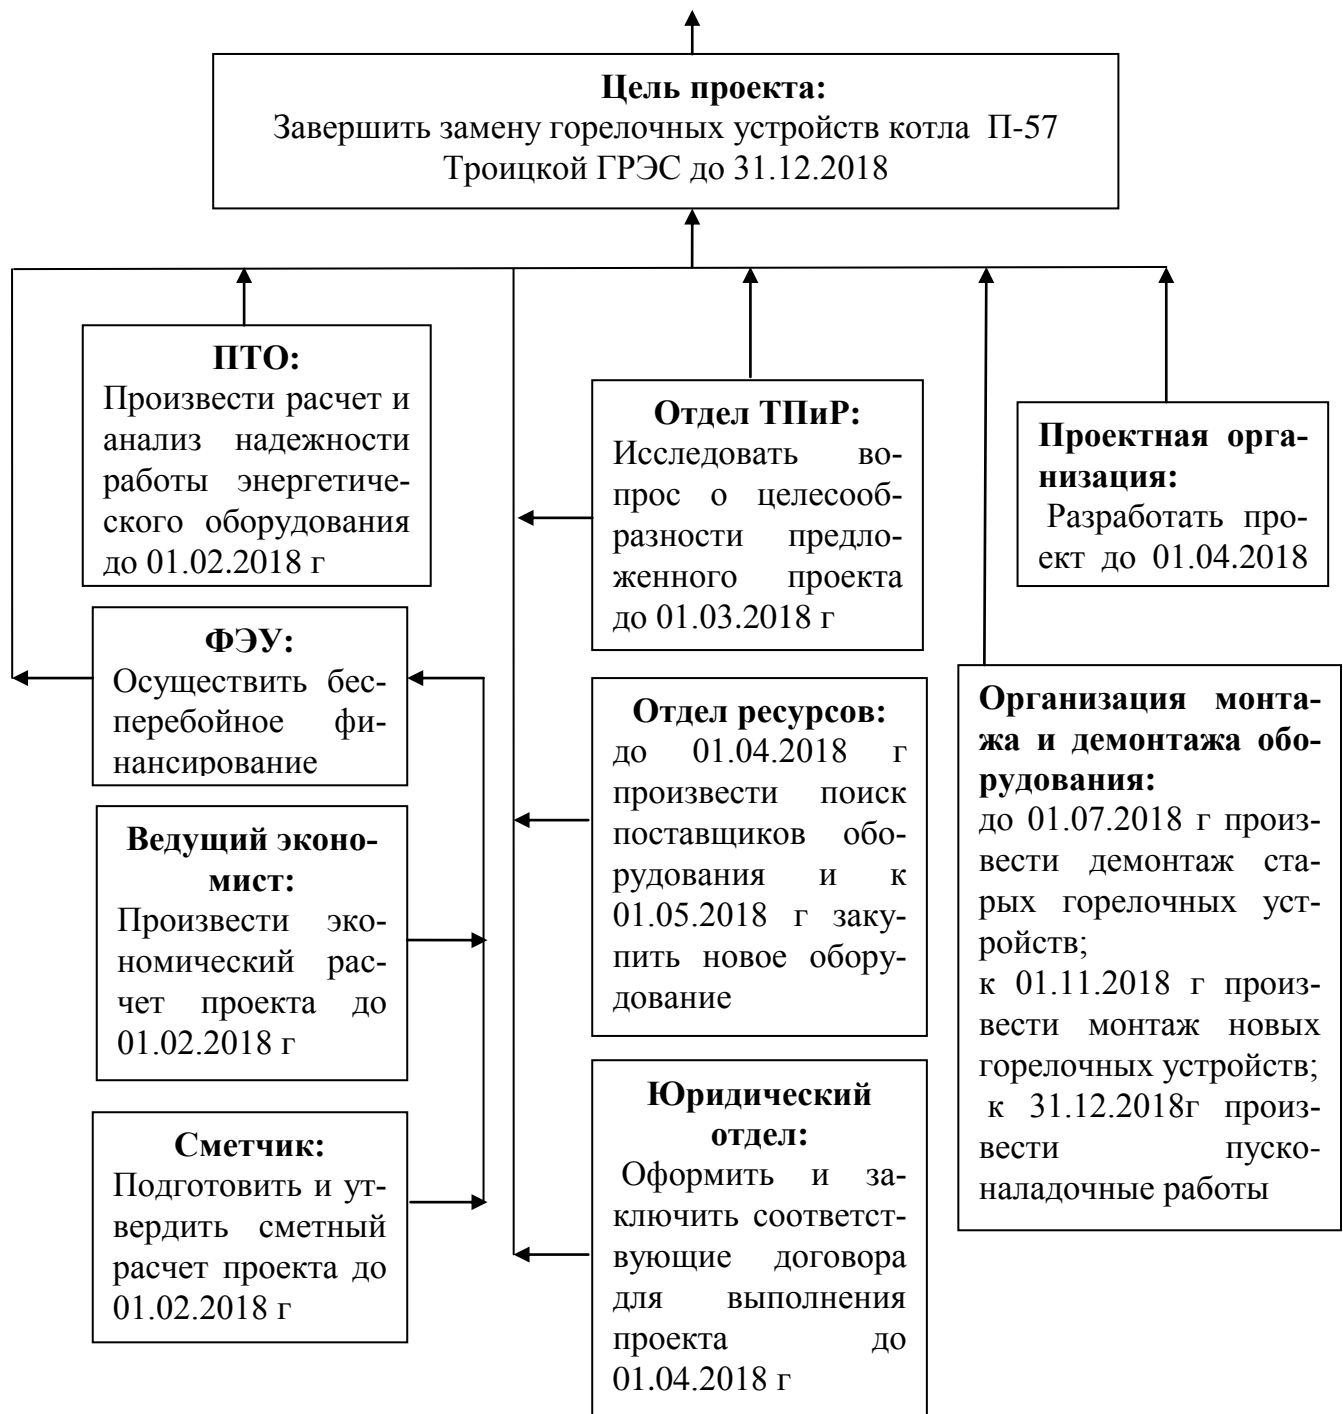 Цель проекта:
Завершить замену горелочных устройств котла П-57
Троицкой ГРЭС до 31.12.2018
ПТО:
Произвести расчет и
анализ надежности
работы энергетиче-
ского оборудования
до 01.02.2018 г
ФЭУ:
Осуществить бес-
перебойное фи-
нансирование
Ведущий эконо-
мист:
Произвести эко-
номический рас-
чет проекта до
01.02.2018 г
Сметчик:
Подготовить и ут-
вердить сметный
расчет проекта до
01.02.2018 г
Отдел ТПиР:
Исследовать во-
прос о целесооб-
разности предло-
женного проекта
до 01.03.2018 г
Отдел ресурсов:
до 01.04.2018 г
произвести поиск
поставщиков обо-
рудования и к
01.05.2018 г заку-
пить новое обору-
дование
Юридический
отдел:
Оформить и за-
ключить соответст-
вующие договора
для выполнения
проекта до
01.04.2018 г
Проектная орга-
низация:
Разработать про-
ект до 01.04.2018
Организация монта-
жа и демонтажа обо-
рудования:
до 01.07.2018 г произ-
вести демонтаж ста-
рых горелочных уст-
ройств;
к 01.11.2018 г произ-
вести монтаж новых
горелочных устройств;
к 31.12.2018г произ-
вести пуско-
наладочные работы